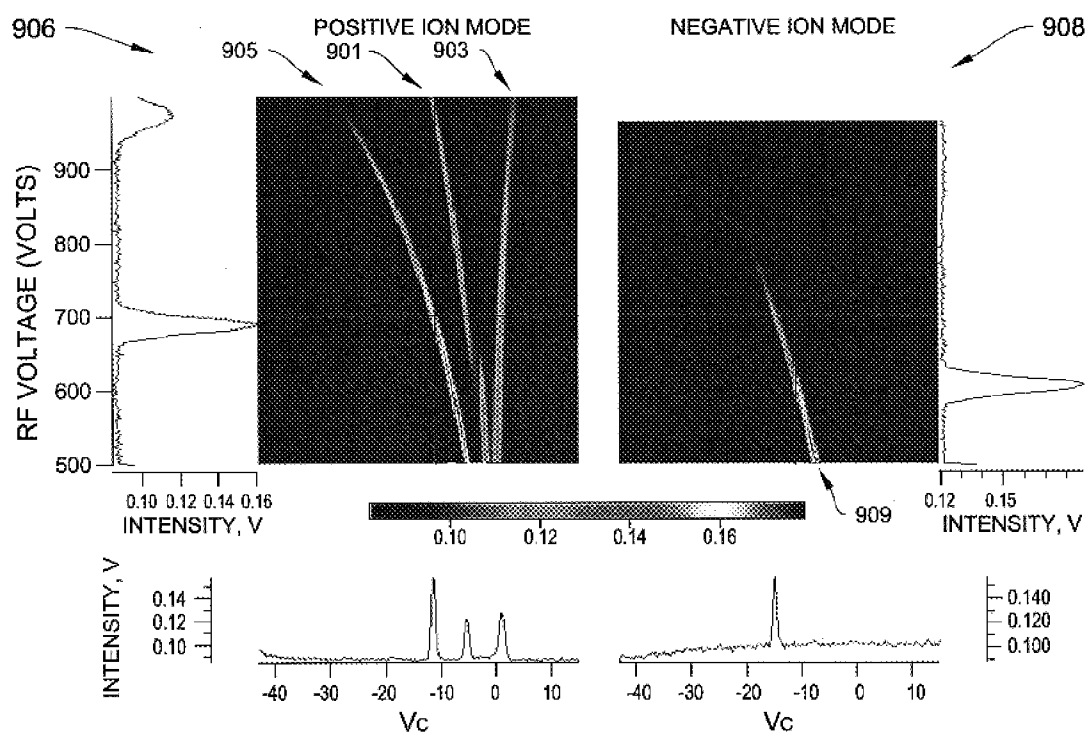 906
POSITIVE ION MODE
NEGATIVE ION MODE
908
905
901
903
RF VOLTAGE (VOLTS)
900
800
700
600
500
0.10 0.12 0.14 0.16
INTENSITY, V
0.12 0.15
INTENSITY, V
909
0.10 0.12 0.14 0.16
INTENSITY, V
0.14
0.12
0.10
0.140
0.120
0.100
-40 -30 -20 -10 0 10
Vc
-40 -30 -20 -10 0 10
Vc